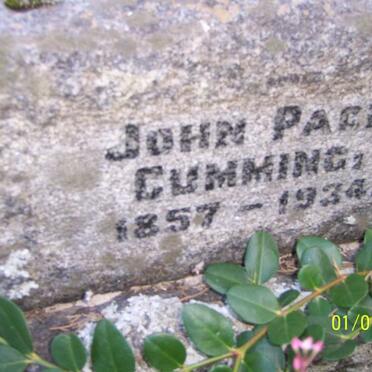 JOHN
CUMMING,
1857 - 1934
01/0